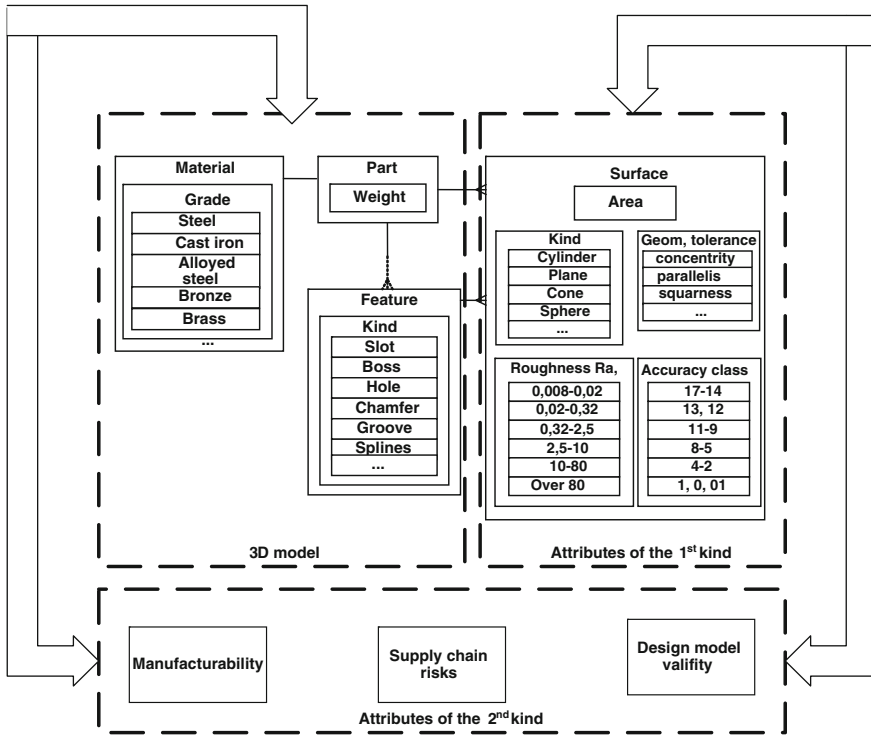 Material
Grade
Steel
Cast iron
Alloyed
steel
Bronze
Brass
...
Part
Weight
Feature
Kind
Slot
Boss
Hole
Chamfer
Groove
Splines
...
3D model
Surface
Area
Kind
Cylinder
Plane
Cone
Sphere
...
Geom, tolerance
concentrity
parallelis
squarness
...
Roughness Ra,
0,008-0,02
0,02-0,32
0,32-2,5
2,5-10
10-80
Over 80
Accuracy class
17-14
13, 12
11-9
8-5
4-2
1, 0, 01
Attributes of the 1st kind
Manufacturability
Supply chain
risks
Design model
valifity
Attributes of the 2nd kind